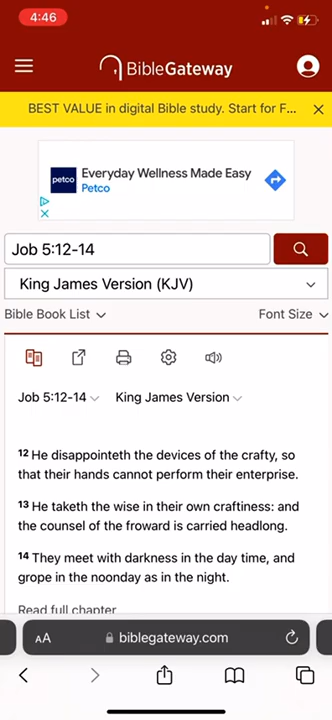 4:46
BibleGateway
BEST VALUE in digital Bible study. Start for F...
petco
Everyday Wellness Made Easy
Petco
Job 5:12-14
King James Version (KJV)
Bible Book List
Font Size
Job 5:12-14 King James Version
12 He disappointeth the devices of the crafty, so
that their hands cannot perform their enterprise.
13 He taketh the wise in their own craftiness: and
the counsel of the froward is carried headlong.
14 They meet with darkness in the day time, and
grope in the noonday as in the night.
Read full chapter
AA biblegateway.com